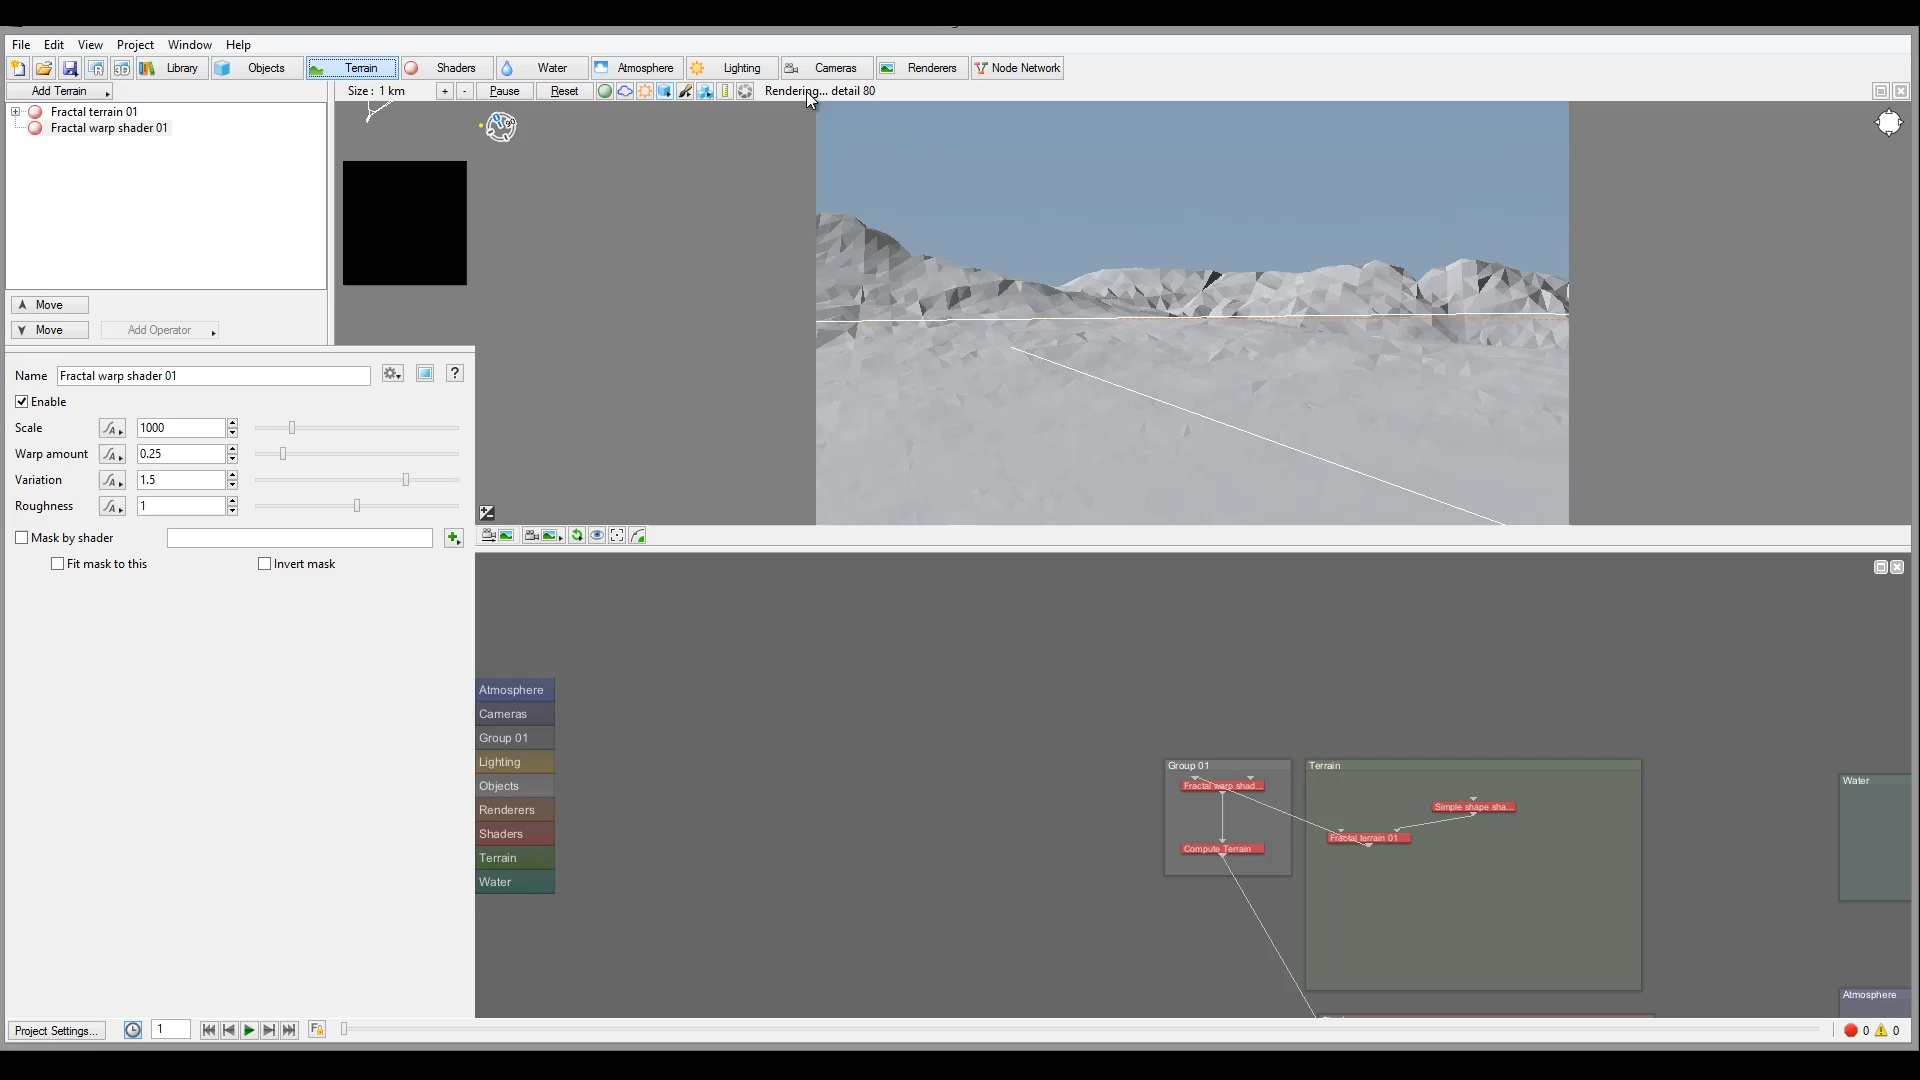 File Edit View Project Window Help
Library Objects Terrain Shaders Water Atmosphere Lighting Cameras Renderers Node Network
Add Terrain
Size : 1 km + - Pause Reset Rendering... detail 80
Fractal terrain 01
Fractal warp shader 01
Move
Move Add Operator
Name Fractal warp shader 01 ?
Enable
Scale 1000
Warp amount 0.25
Variation 1.5
Roughness 1
Mask by shader
Fit mask to this Invert mask
Atmosphere
Cameras
Group 01
Lighting
Objects
Renderers
Shaders
Terrain
Water
Group 01
Fractal warp shad...
Compute Terrain
Terrain
Simple shape sha...
Fractal terrain 01
Water
Atmosphere
Project Settings... 1 0 0